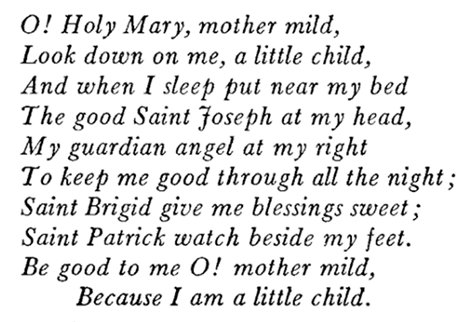 O! Holy Mary, mother mild,
Look down on me, a little child,
And when I sleep put near my bed
The good Saint Joseph at my head,
My guardian angel at my right
To keep me good through all the night;
Saint Brigid give me blessings sweet;
Saint Patrick watch beside my feet.
Be good to me O! mother mild,
Because I am a little child.